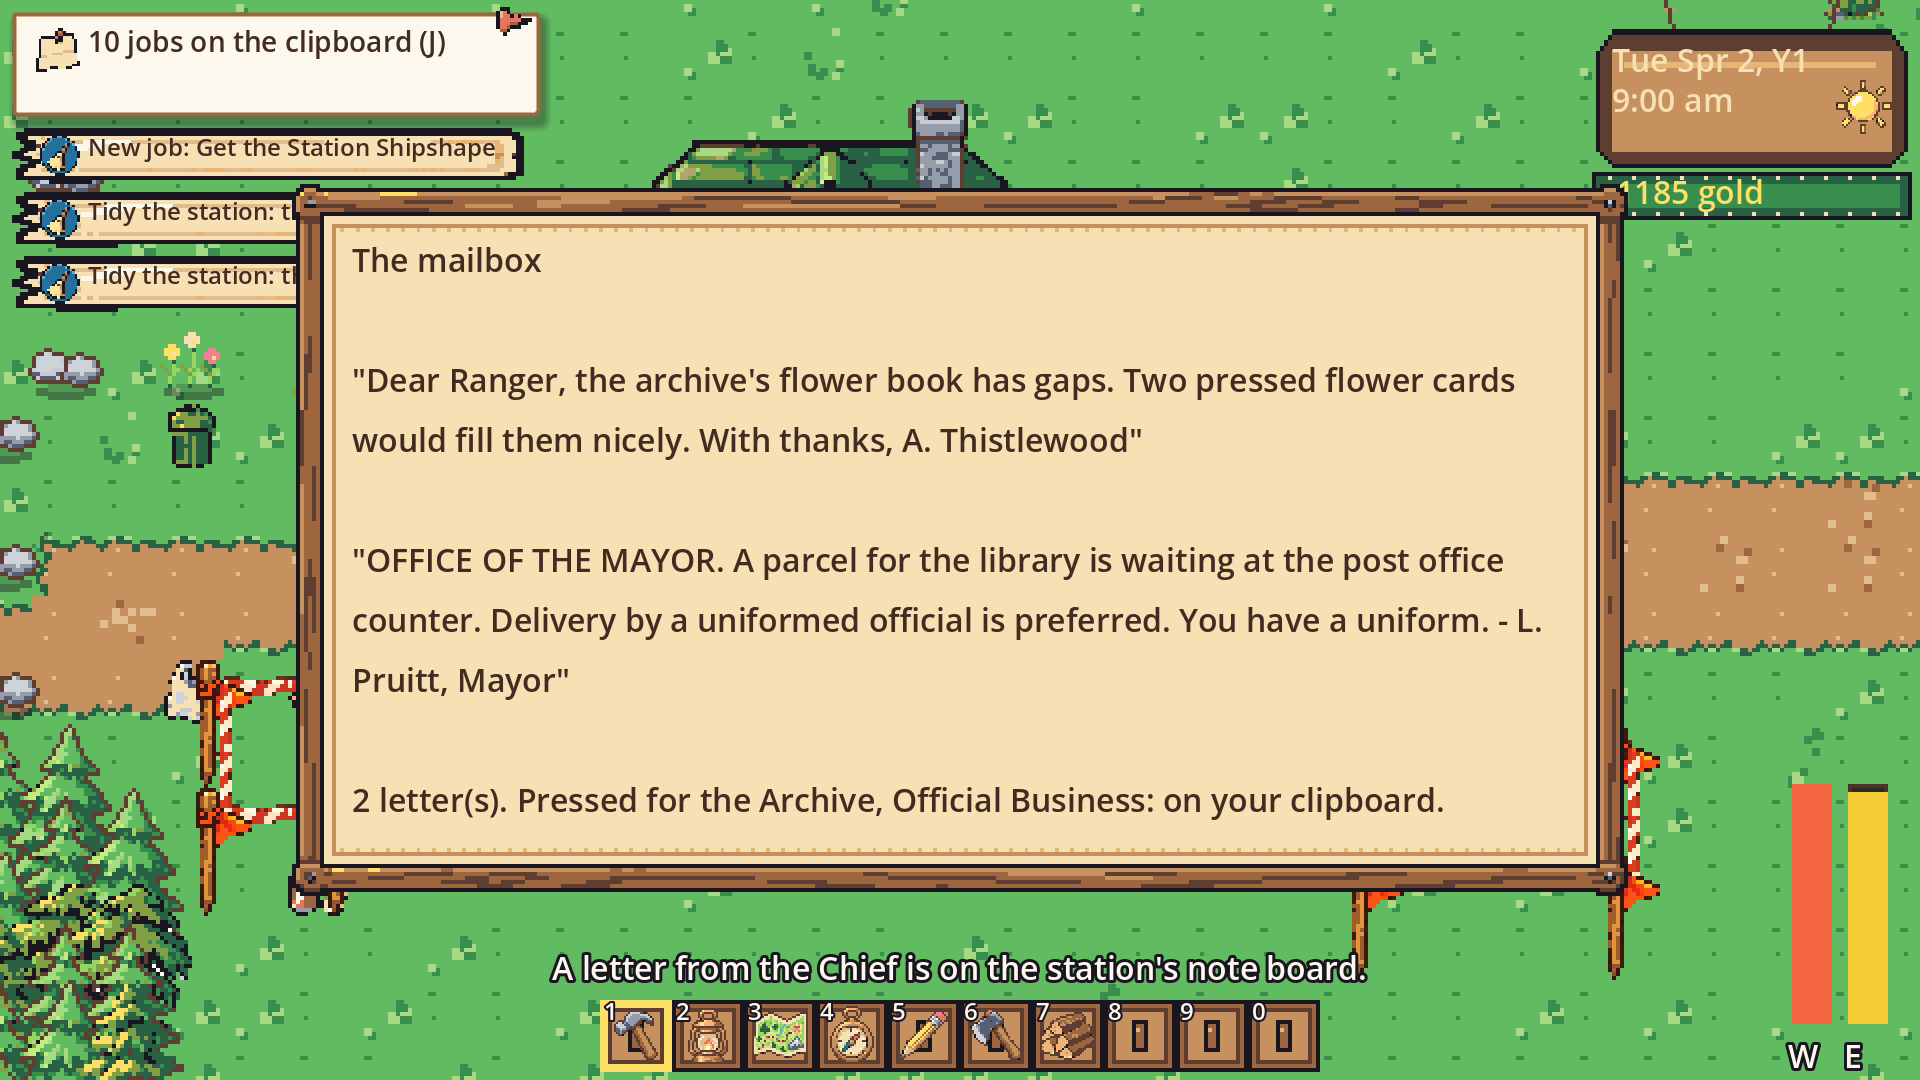 10 jobs on the clipboard (J)
New job: Get the Station Shipshape
Tidy the station: t
Tidy the station: t
Tue Spr 2, Y1
9:00 am
1185 gold
The mailbox
"Dear Ranger, the archive's flower book has gaps. Two pressed flower cards
would fill them nicely. With thanks, A. Thistlewood"
"OFFICE OF THE MAYOR. A parcel for the library is waiting at the post office
counter. Delivery by a uniformed official is preferred. You have a uniform. - L.
Pruitt, Mayor"
2 letter(s). Pressed for the Archive, Official Business: on your clipboard.
A letter from the Chief is on the station's note board.
1 2 3 4 5 6 7 8 9 0
W E